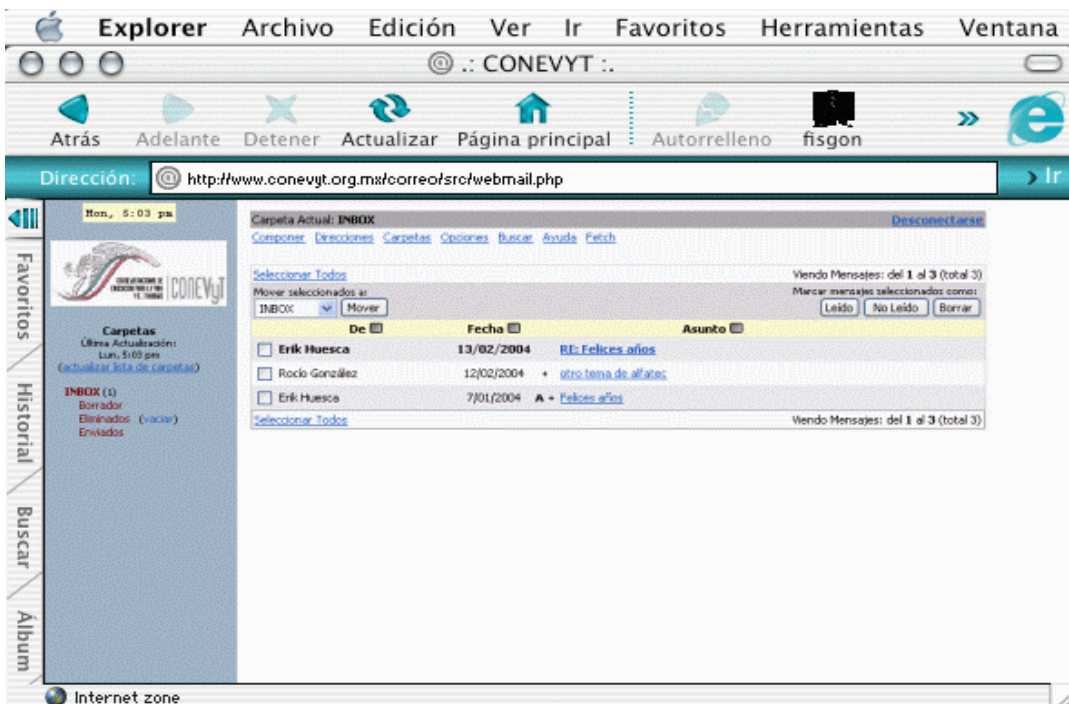 Explorer Archivo Edición Ver Ir Favoritos Herramientas Ventana
@ .: CONEVYT :.
Atrás Adelante Detener Actualizar Página principal Autorrelleno fisgon »
Dirección: @ http://www.conevyt.org.mx/correo/src/webmail.php Ir
Favoritos
Historial
Buscar
Álbum
Mon, 5:03 pm
CONEVyT
Carpetas
Última Actualización:
Lun, 5:03 pm
(actualizar lista de carpetas)
INBOX (1)
Borrador
Eliminados (vaciar)
Enviados
Carpeta Actual: INBOX Desconectarse
Componer Direcciones Carpetas Opciones Buscar Ayuda Fetch
Seleccionar Todos Viendo Mensajes: del 1 al 3 (total 3)
Mover seleccionados a: Marcar mensajes seleccionados como:
INBOX Mover Leído No Leído Borrar
De Fecha Asunto
Erik Huesca 13/02/2004 RE: Felices años
Rocío González 12/02/2004 + otro tema de alfatec
Erik Huesca 7/01/2004 A + Felices años
Seleccionar Todos Viendo Mensajes: del 1 al 3 (total 3)
Internet zone